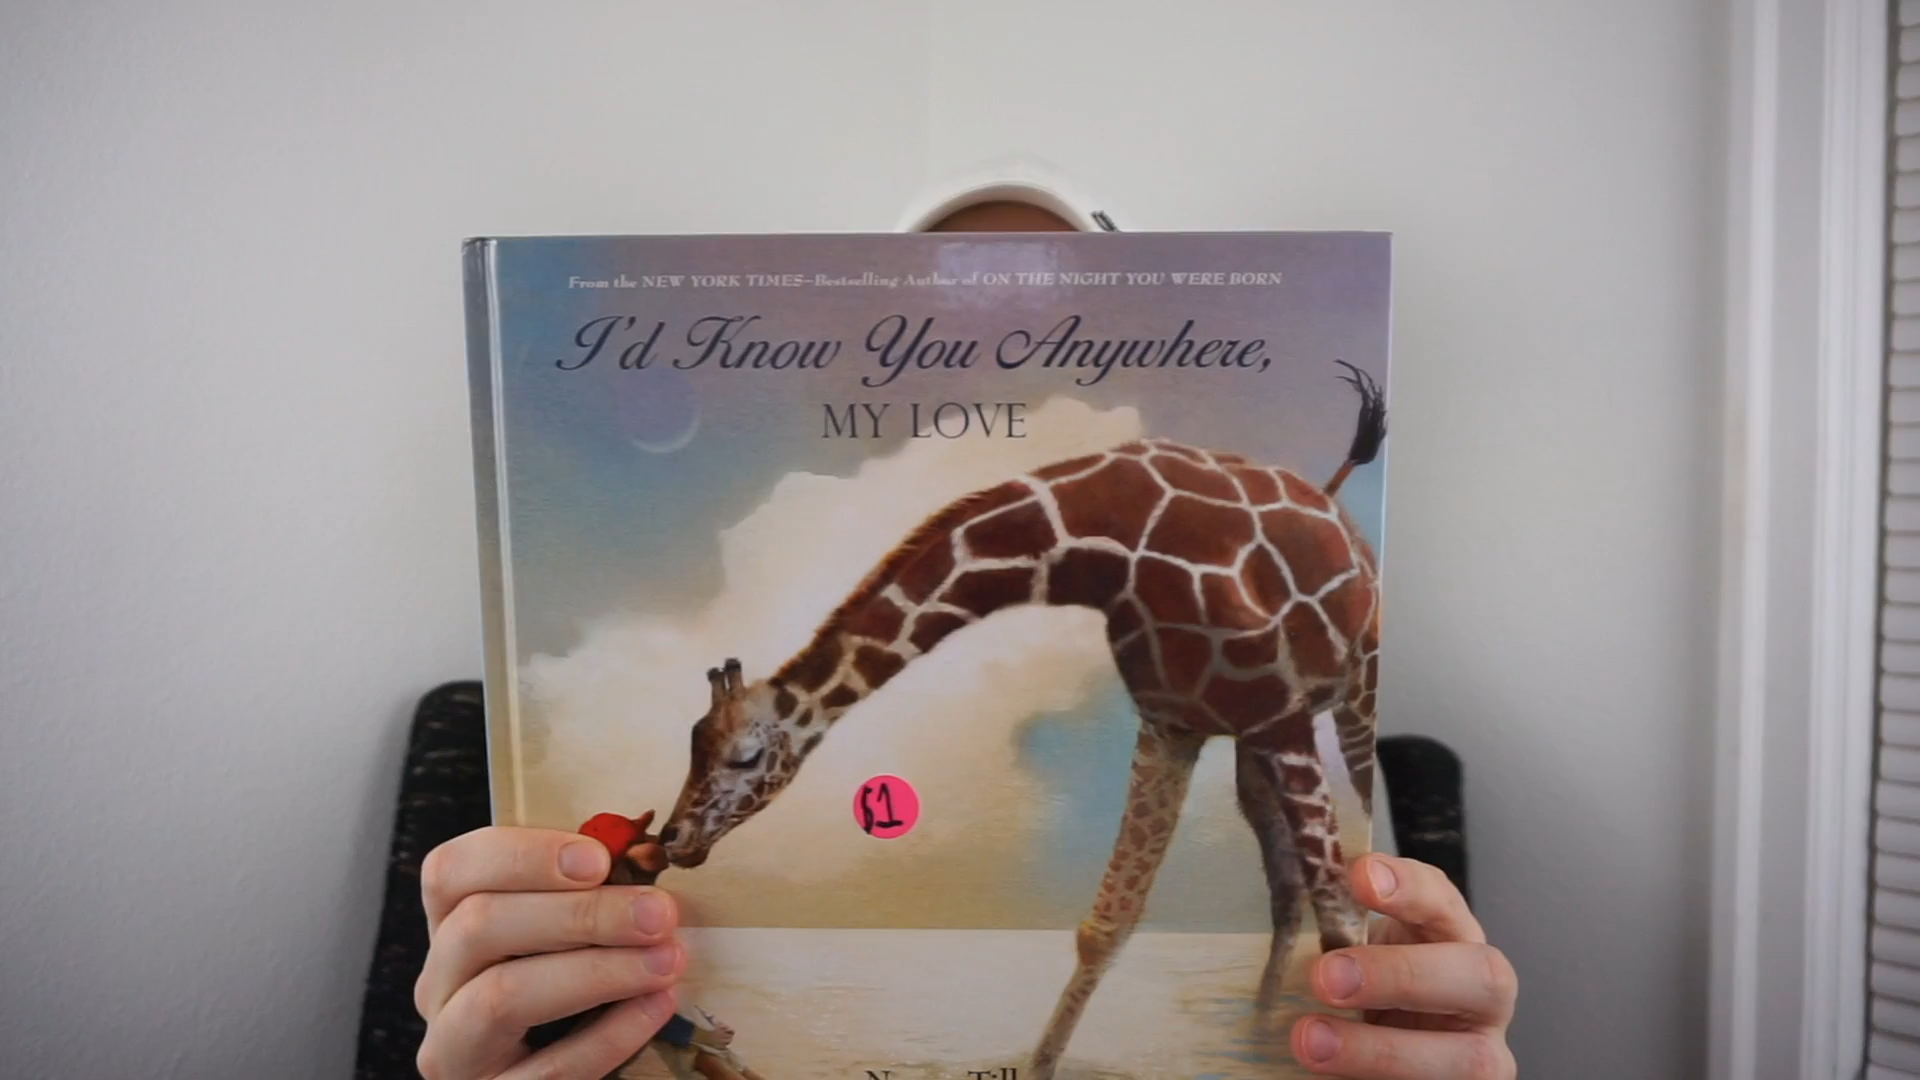 From the NEW YORK TIMES–Bestselling Author of ON THE NIGHT YOU WERE BORN
I'd Know You Anywhere,
MY LOVE
$1